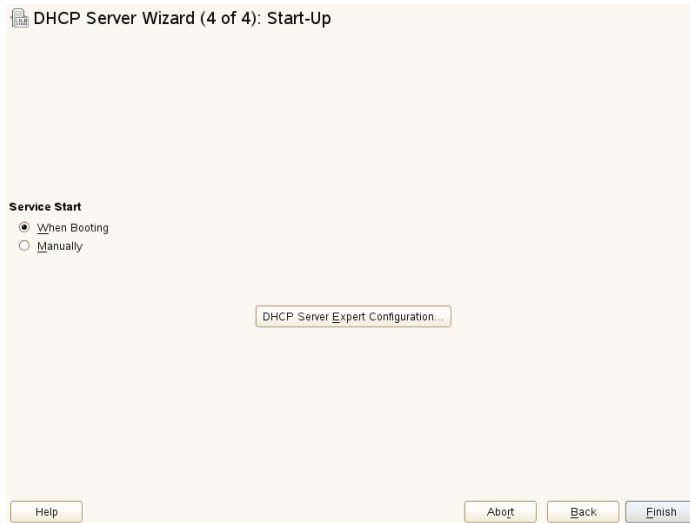 DHCP Server Wizard (4 of 4): Start-Up
Service Start
When Booting
Manually
DHCP Server Expert Configuration...
Help
Abort
Back
Finish